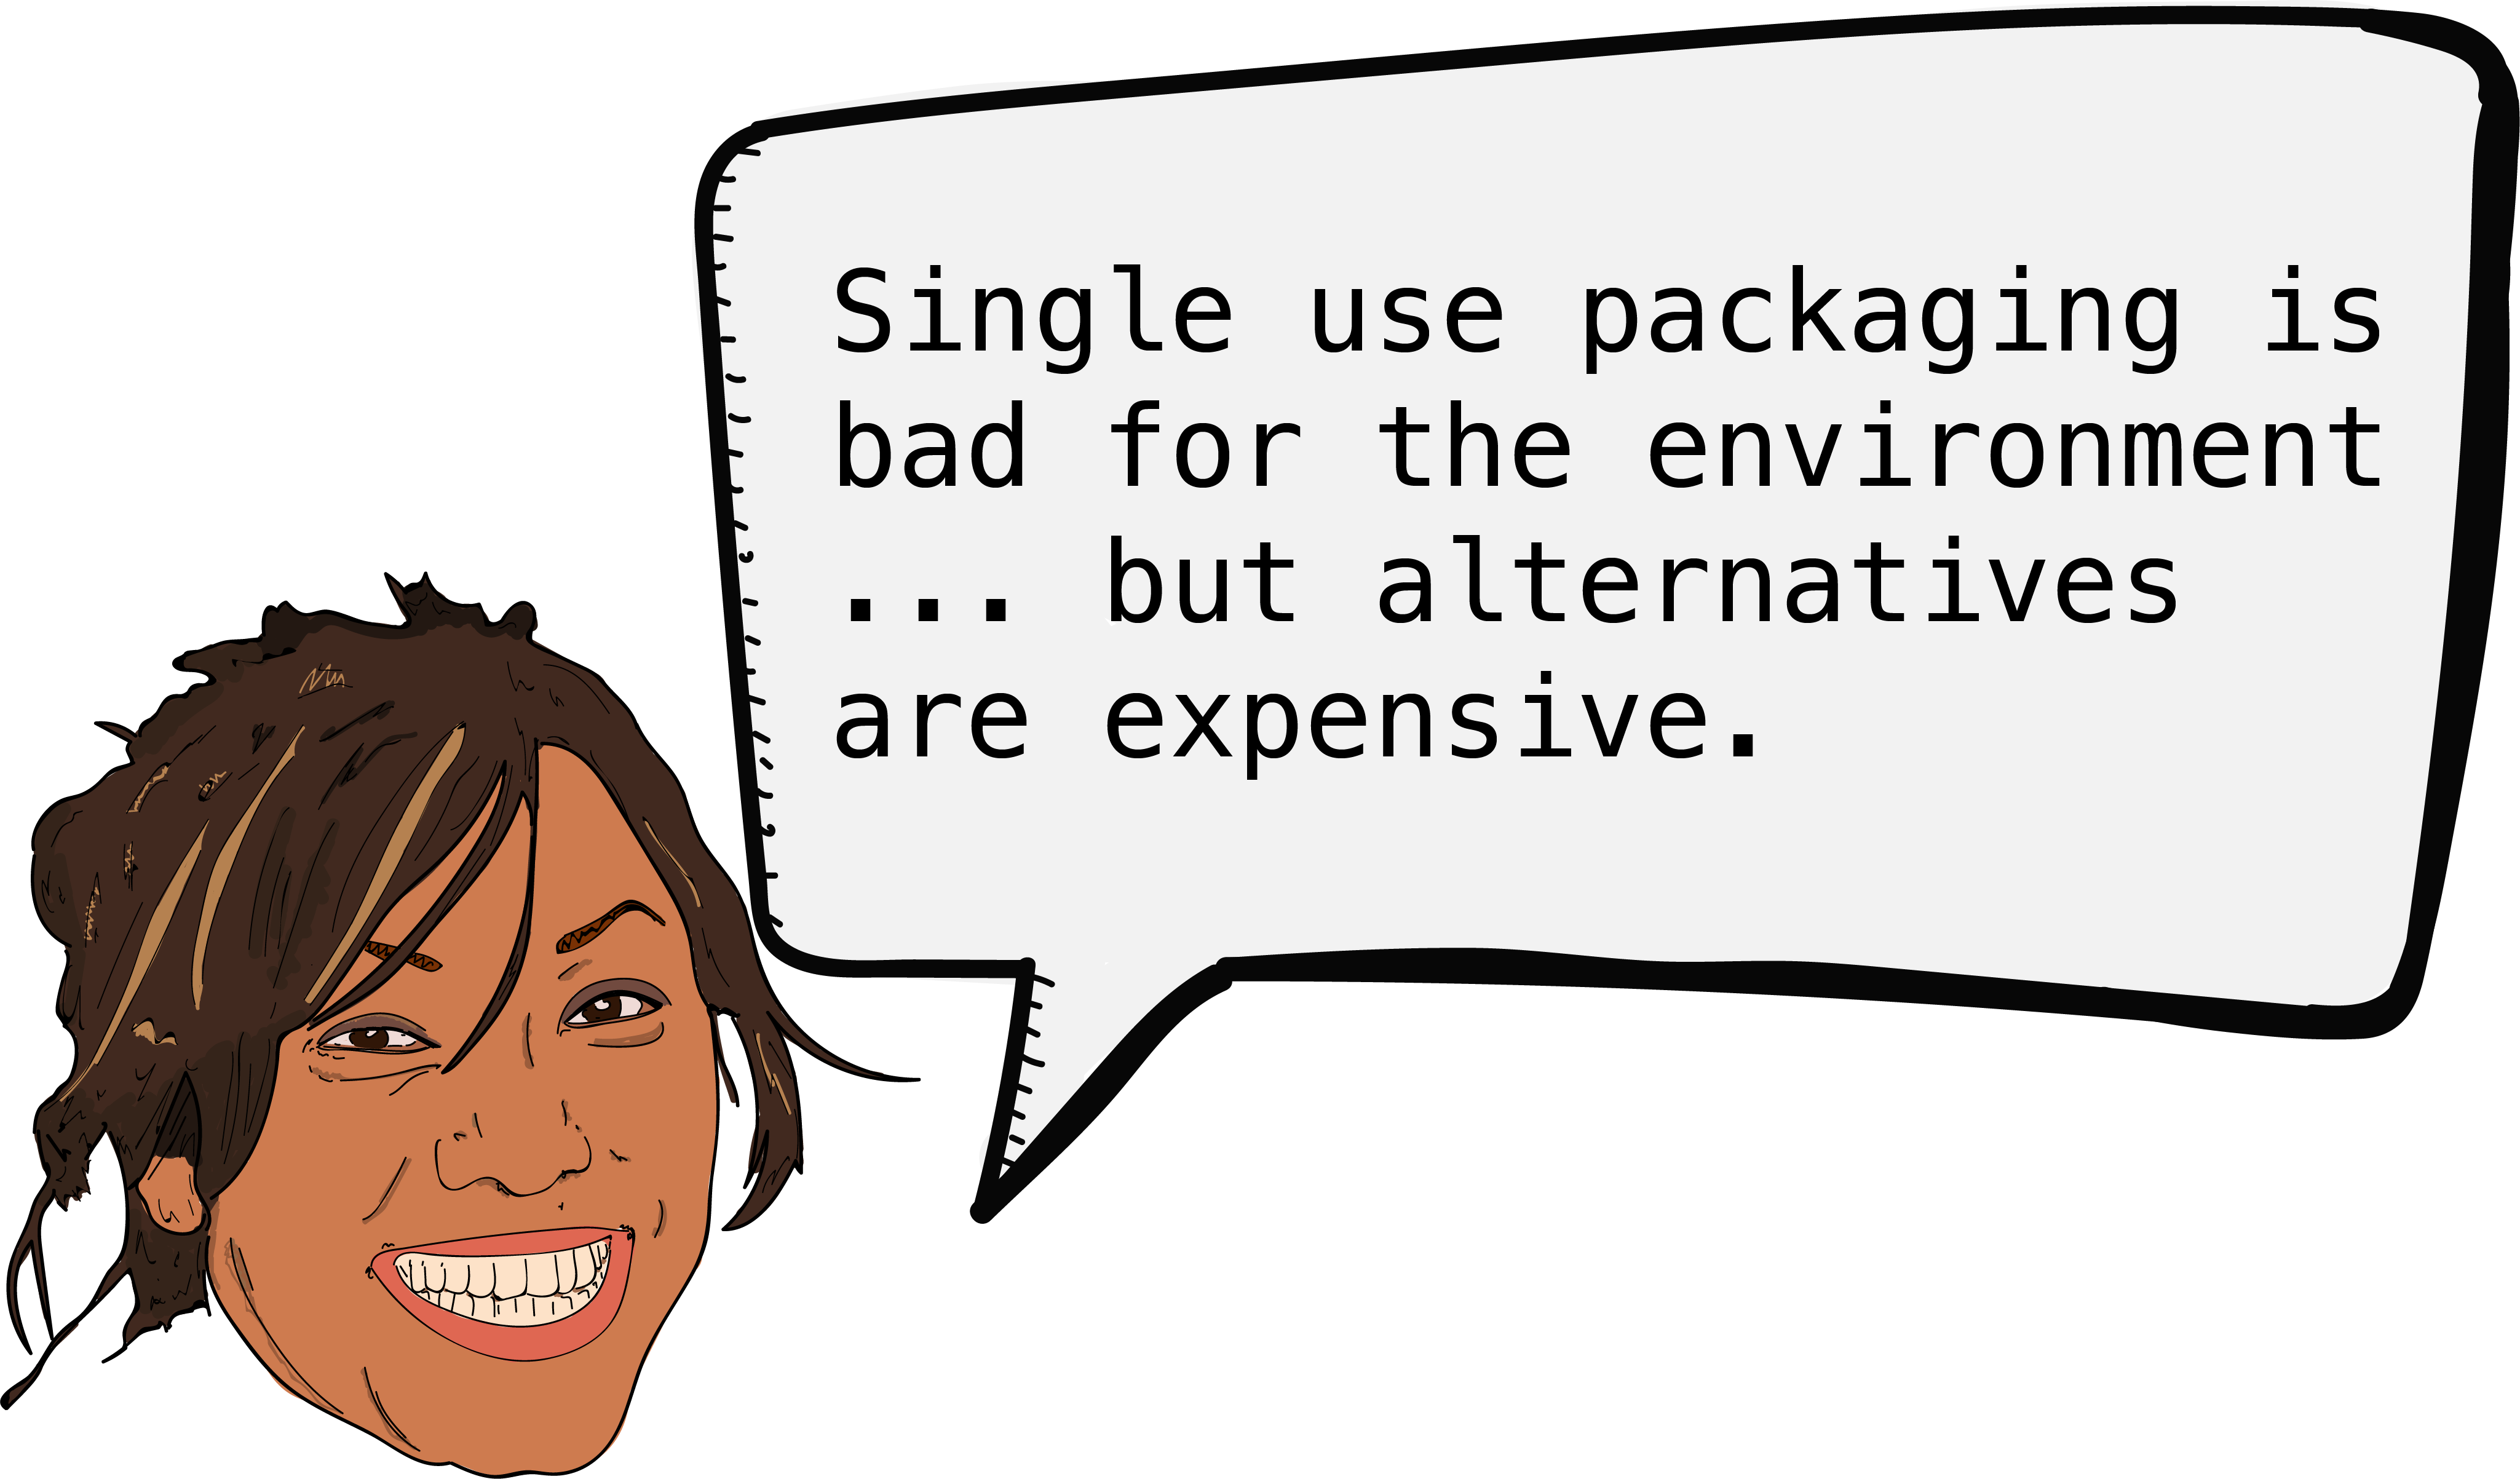 Single use packaging is
bad for the environment
... but alternatives
are expensive.